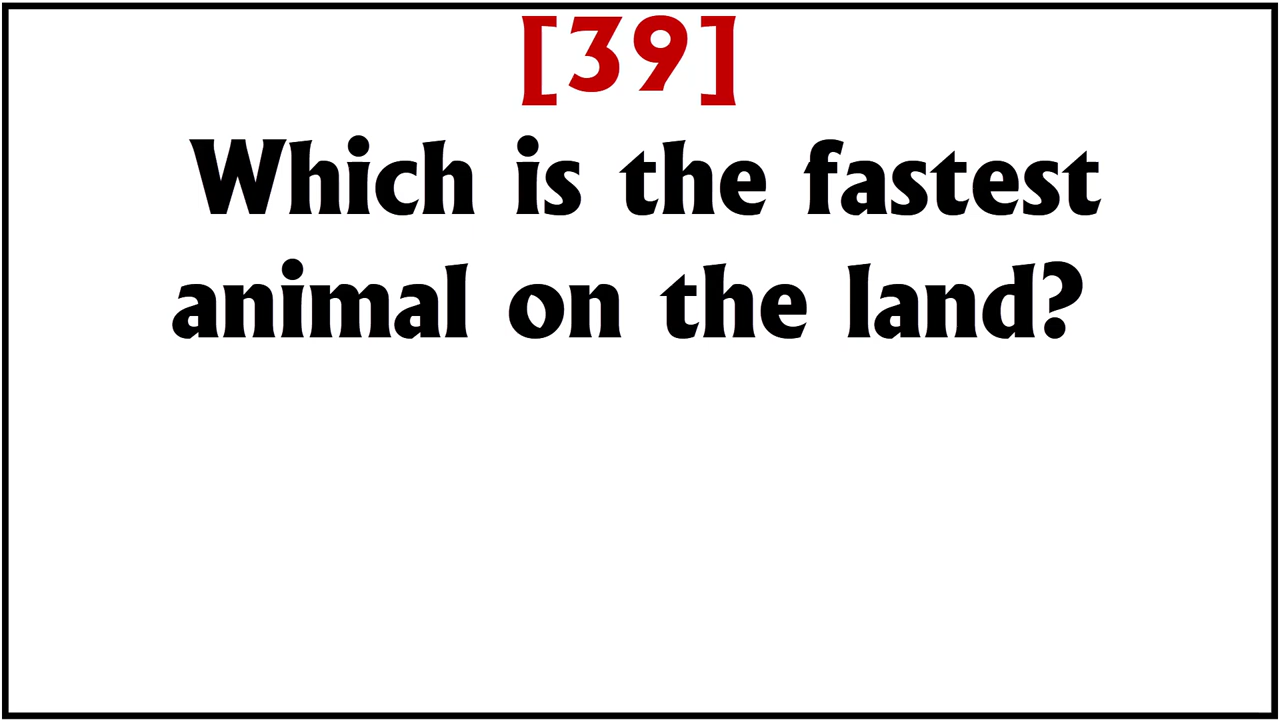 [39]
Which is the fastest
animal on the land?